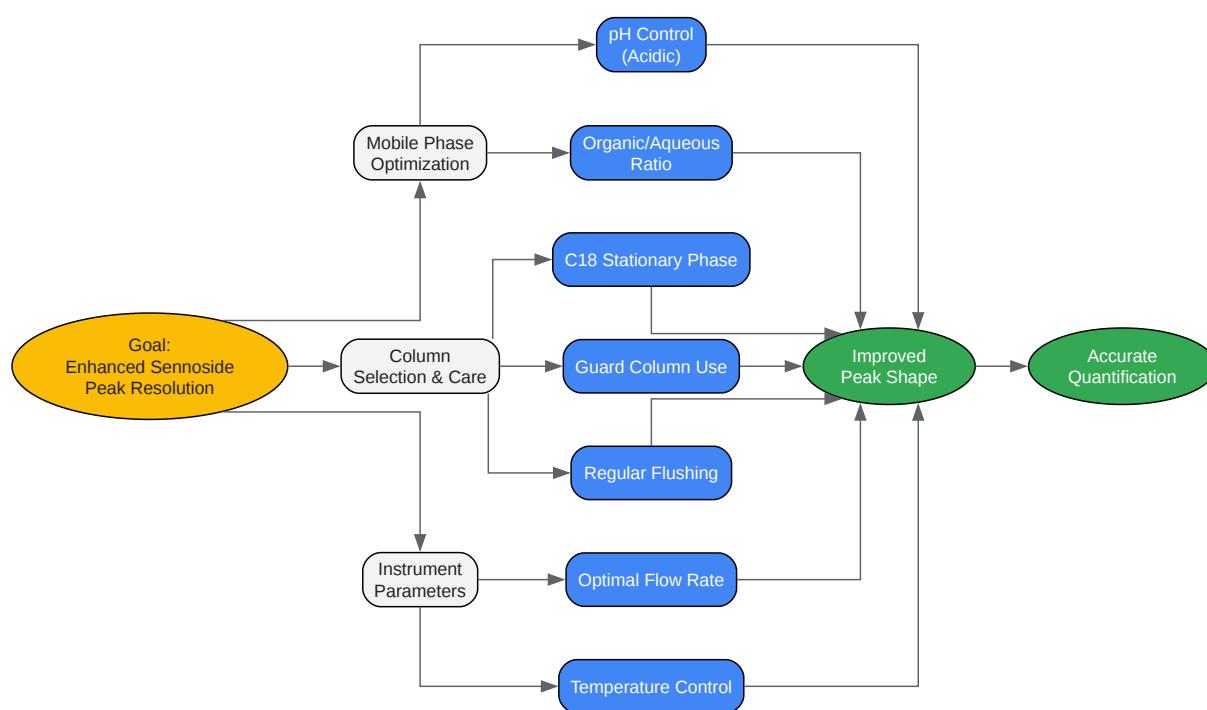 pH Control
(Acidic)
Mobile Phase
Optimization
Organic/Aqueous
Ratio
C18 Stationary Phase
Goal:
Enhanced Sennoside
Peak Resolution
Column
Selection & Care
Guard Column Use
Improved
Peak Shape
Accurate
Quantification
Regular Flushing
Instrument
Parameters
Optimal Flow Rate
Temperature Control